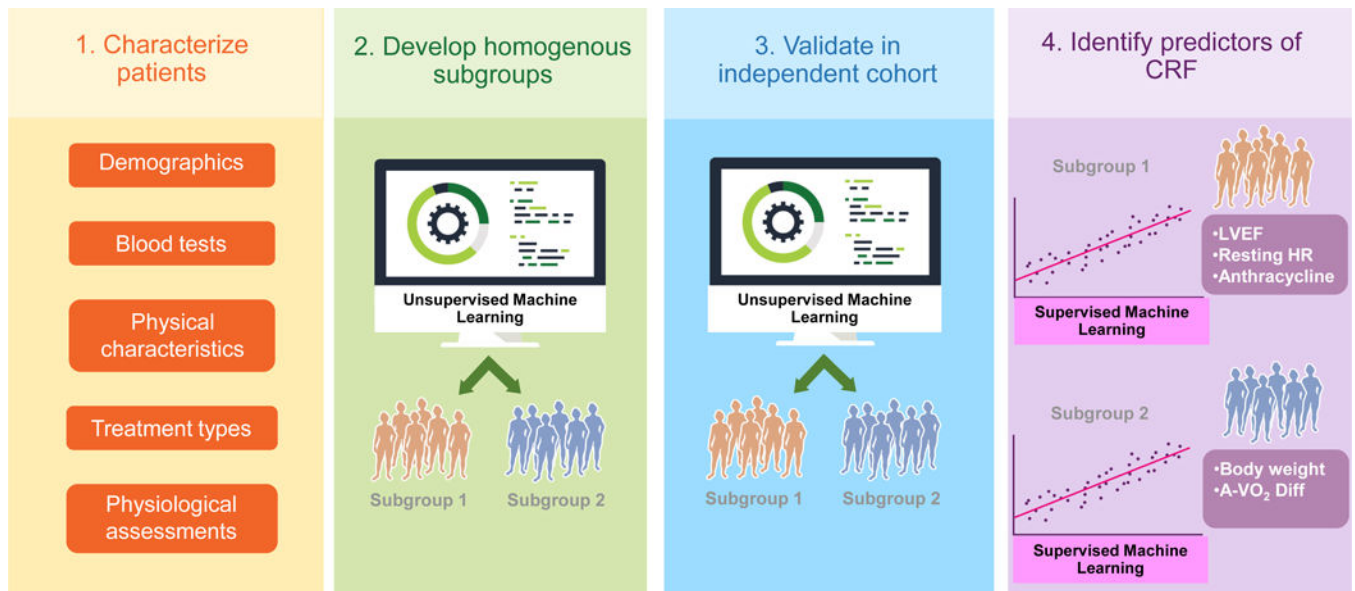 1. Characterize
patients
Demographics
Blood tests
Physical
characteristics
Treatment types
Physiological
assessments
2. Develop homogenous
subgroups
Unsupervised Machine
Learning
Subgroup 1
Subgroup 2
3. Validate in
independent cohort
Unsupervised Machine
Learning
Subgroup 1
Subgroup 2
4. Identify predictors of
CRF
Subgroup 1
•LVEF
•Resting HR
•Anthracycline
Supervised Machine
Learning
Subgroup 2
•Body weight
•A-VO₂ Diff
Supervised Machine
Learning